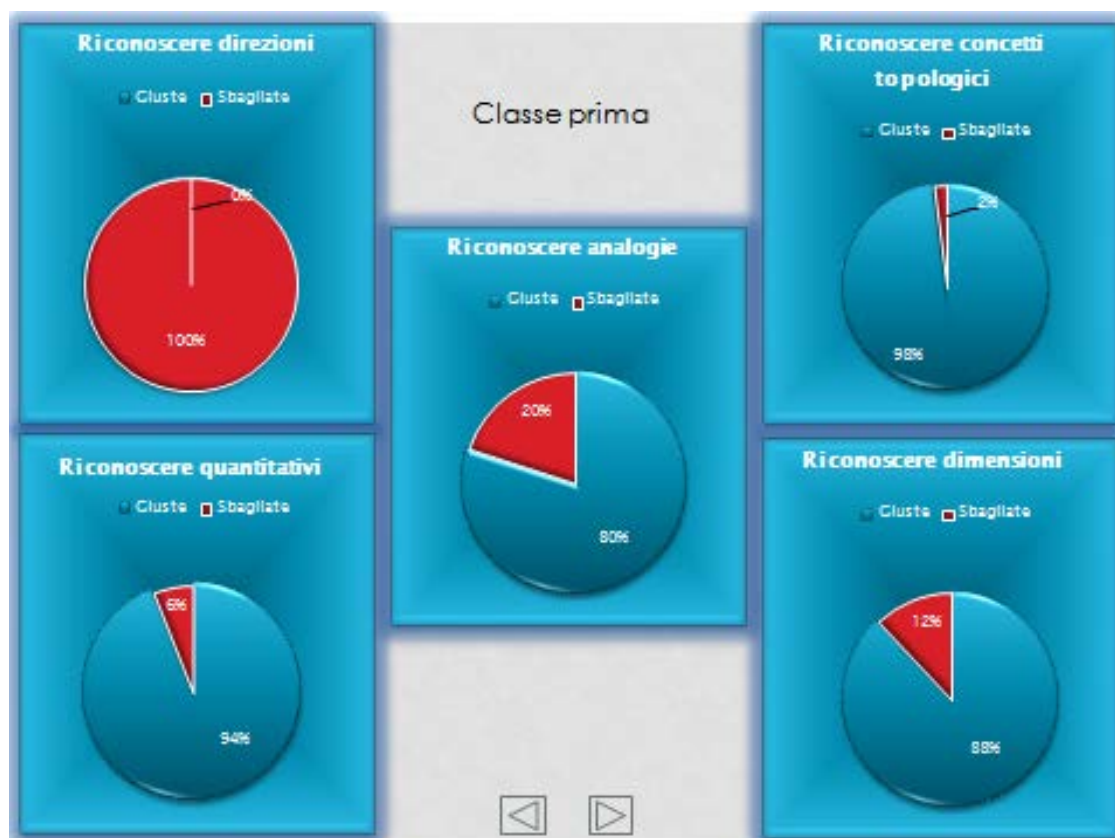 Riconoscere direzioni
Giuste Sbagliate
0%
100%
Classe prima
Riconoscere concetti
topologici
Giuste Sbagliate
2%
98%
Riconoscere analogie
Giuste Sbagliate
20%
80%
Riconoscere quantitativi
Giuste Sbagliate
6%
94%
Riconoscere dimensioni
Giuste Sbagliate
12%
88%